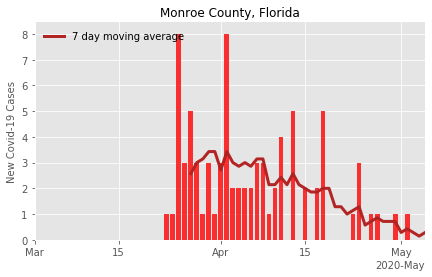 Monroe County, Florida
7 day moving average
New Covid-19 Cases
8
7
6
5
4
3
2
1
0
Mar 15 Apr 15 May
2020-May